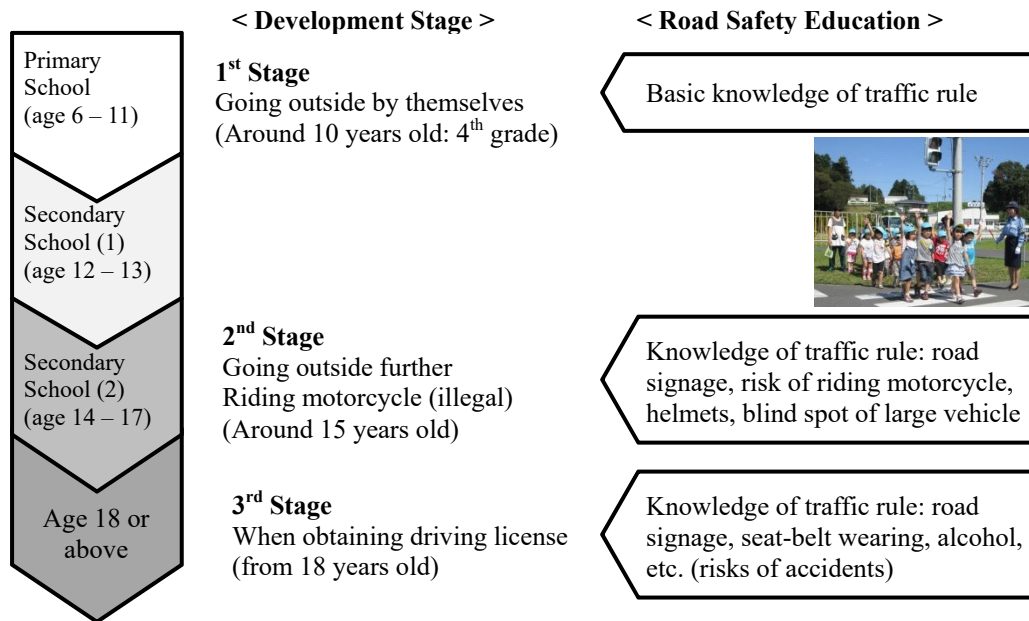 < Development Stage >
< Road Safety Education >
Primary
School
(age 6 – 11)
1st Stage
Going outside by themselves
(Around 10 years old: 4th grade)
Basic knowledge of traffic rule
Secondary
School (1)
(age 12 – 13)
Secondary
School (2)
(age 14 – 17)
2nd Stage
Going outside further
Riding motorcycle (illegal)
(Around 15 years old)
Knowledge of traffic rule: road
signage, risk of riding motorcycle,
helmets, blind spot of large vehicle
Age 18 or
above
3rd Stage
When obtaining driving license
(from 18 years old)
Knowledge of traffic rule: road
signage, seat-belt wearing, alcohol,
etc. (risks of accidents)